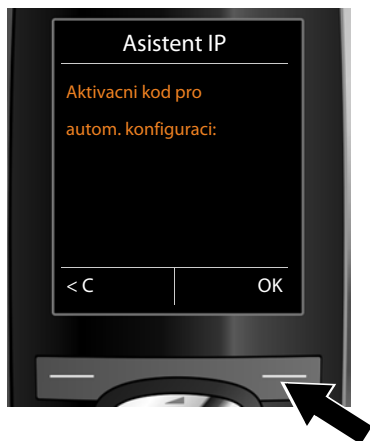 Asistent IP
Aktivacni kod pro
autom. konfiguraci:
< C OK